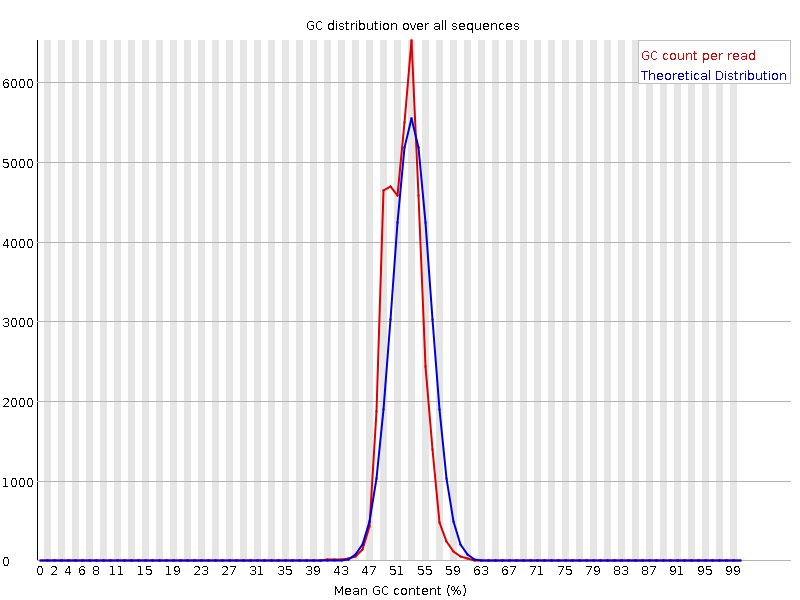 GC distribution over all sequences
GC count per read
Theoretical Distribution
6000
5000
4000
3000
2000
1000
0
0 2 4 6 8 11 15 19 23 27 31 35 39 43 47 51 55 59 63 67 71 75 79 83 87 91 95 99
Mean GC content (%)